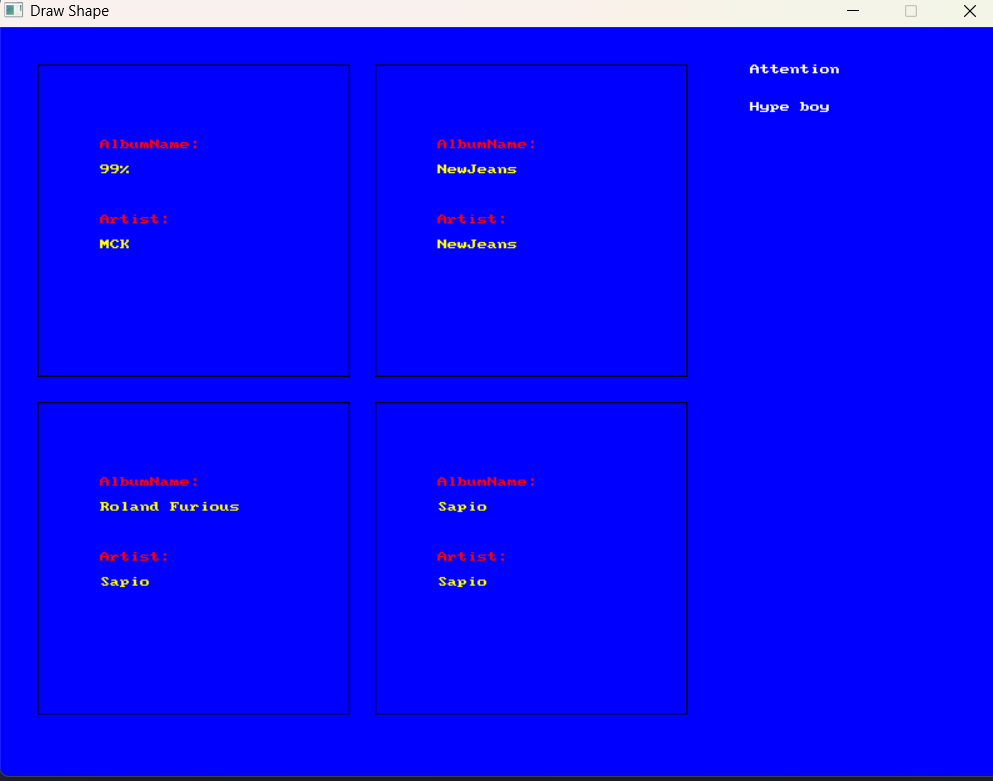 Draw Shape
AlbumName:
99%
Artist:
MCK
AlbumName:
NewJeans
Artist:
NewJeans
Attention
Hype boy
AlbumName:
Roland Furious
Artist:
Sapio
AlbumName:
Sapio
Artist:
Sapio